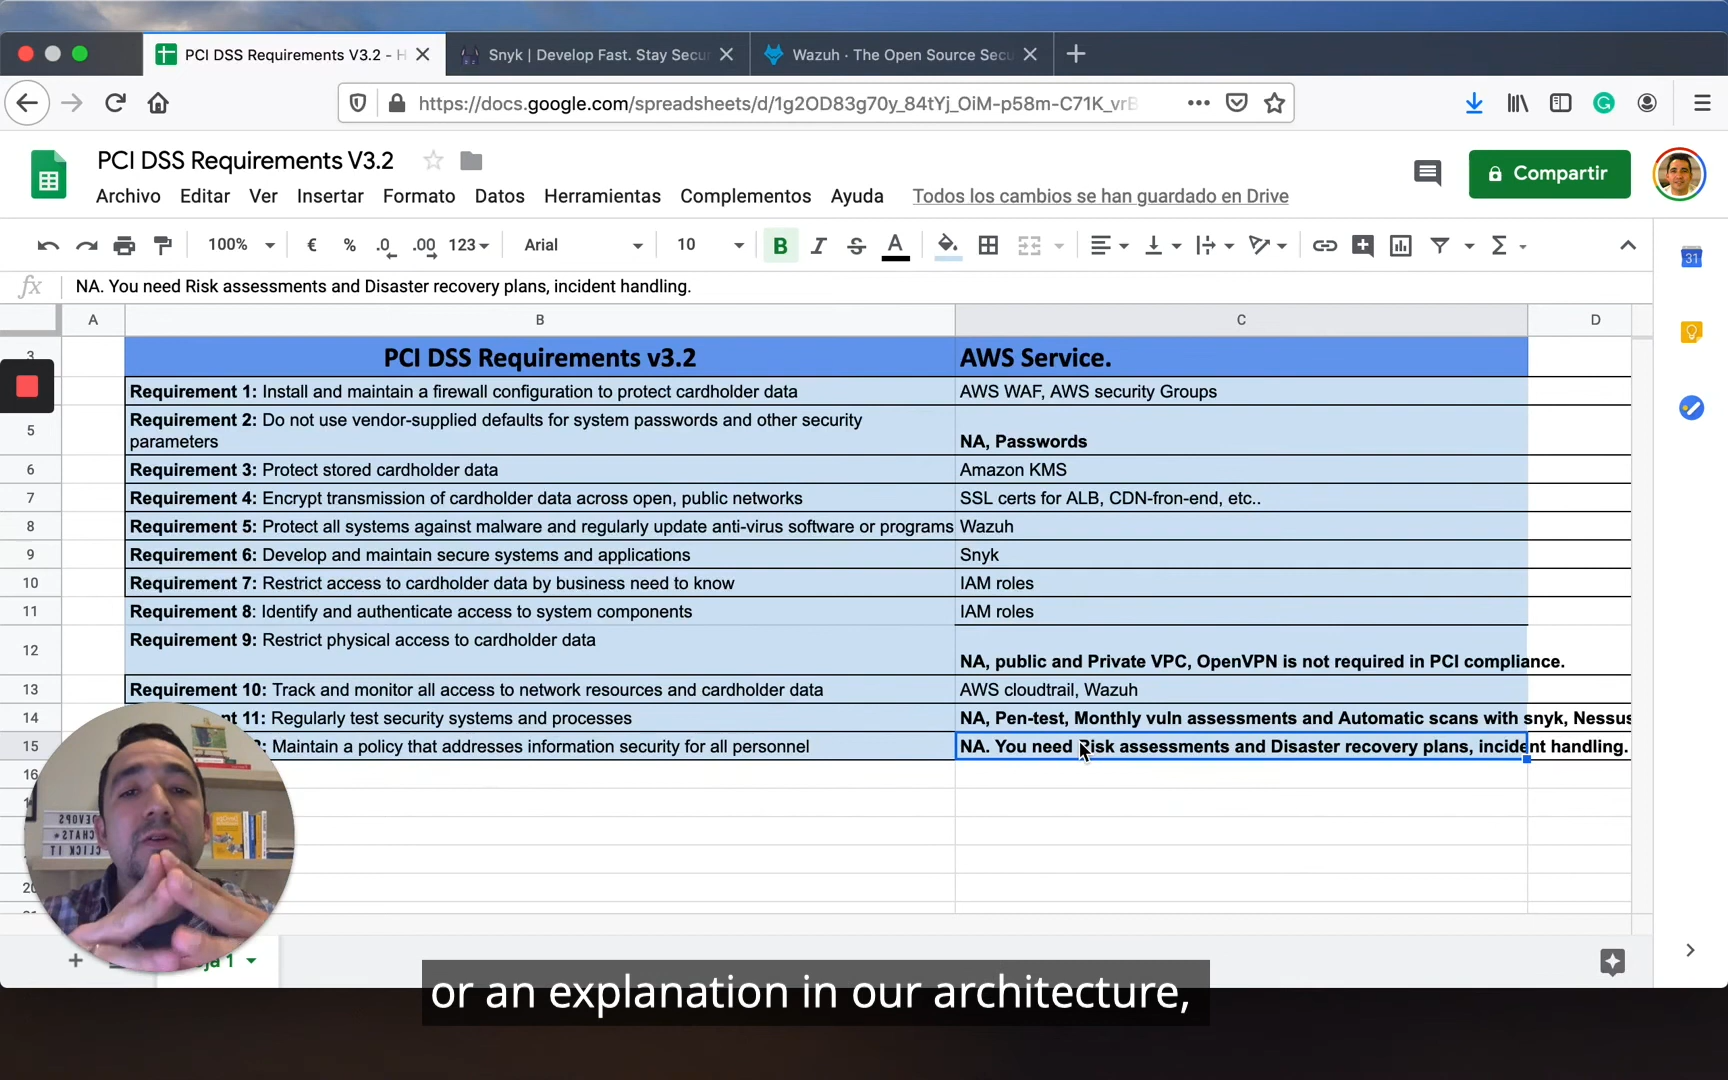 PCI DSS Requirements V3.2 - H
Snyk | Develop Fast. Stay Secu
Wazuh · The Open Source Secu
https://docs.google.com/spreadsheets/d/1g2OD83g70y_84tYj_OiM-p58m-C71K_vrB
PCI DSS Requirements V3.2
Compartir
Archivo Editar Ver Insertar Formato Datos Herramientas Complementos Ayuda Todos los cambios se han guardado en Drive
100% € % .0 .00 123 Arial 10 B I S A Σ
31
fx NA. You need Risk assessments and Disaster recovery plans, incident handling.
A B C D
3 PCI DSS Requirements v3.2 AWS Service.
Requirement 1: Install and maintain a firewall configuration to protect cardholder data AWS WAF, AWS security Groups
Requirement 2: Do not use vendor-supplied defaults for system passwords and other security
5 parameters NA, Passwords
6 Requirement 3: Protect stored cardholder data Amazon KMS
7 Requirement 4: Encrypt transmission of cardholder data across open, public networks SSL certs for ALB, CDN-fron-end, etc..
8 Requirement 5: Protect all systems against malware and regularly update anti-virus software or programs Wazuh
9 Requirement 6: Develop and maintain secure systems and applications Snyk
10 Requirement 7: Restrict access to cardholder data by business need to know IAM roles
11 Requirement 8: Identify and authenticate access to system components IAM roles
Requirement 9: Restrict physical access to cardholder data
12 NA, public and Private VPC, OpenVPN is not required in PCI compliance.
13 Requirement 10: Track and monitor all access to network resources and cardholder data AWS cloudtrail, Wazuh
14 nt 11: Regularly test security systems and processes NA, Pen-test, Monthly vuln assessments and Automatic scans with snyk, Nessus
15 : Maintain a policy that addresses information security for all personnel NA. You need Risk assessments and Disaster recovery plans, incident handling.
16
20
DEVOPS
CHATS
CLICK IT
ja 1
or an explanation in our architecture,